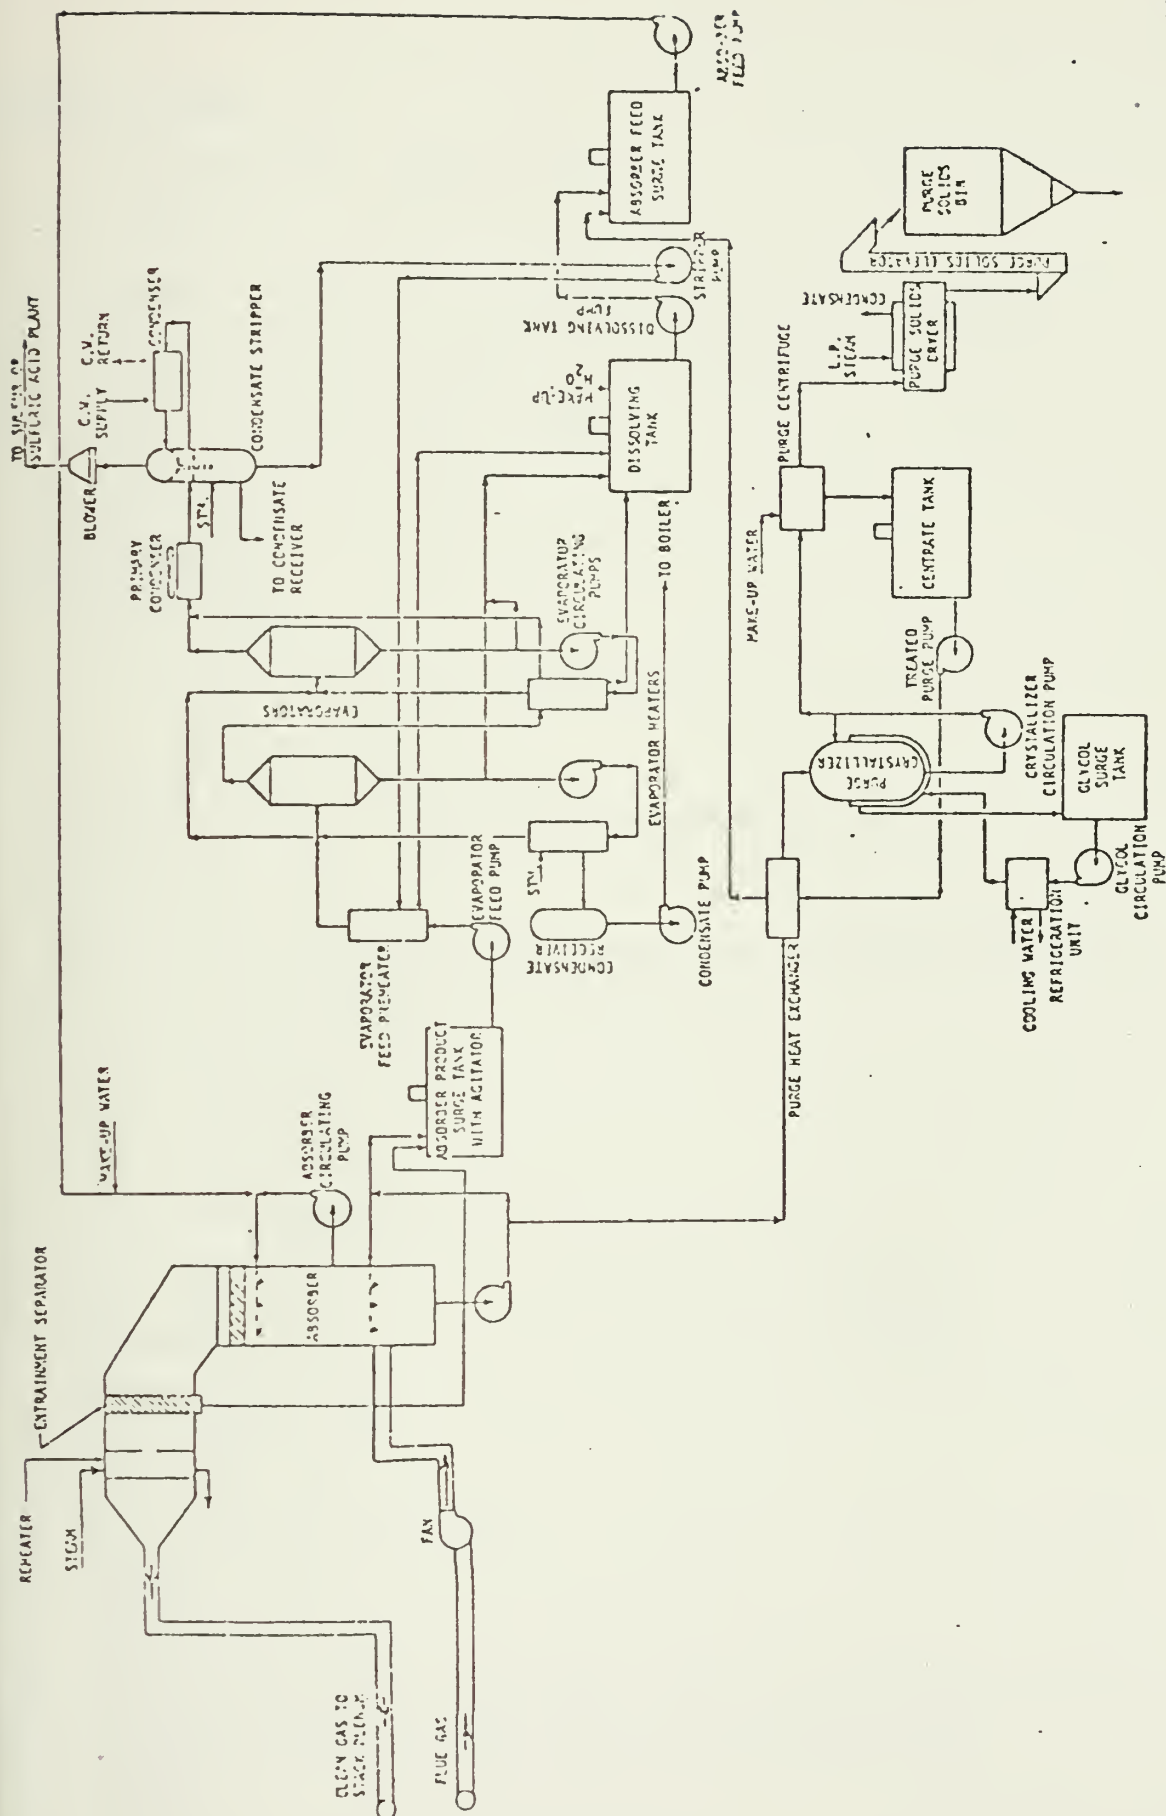 CLEAN GAS TO
STACK PLENUM
FLUE GAS
FAN
REHEATER
STEAM
ENTRAINMENT SEPARATOR
ABSORBER
MAKE-UP WATER
ABSORBER
CIRCULATING
PUMP
ABSORBER PRODUCT
SURGE TANK
WITH AGITATOR
EVAPORATOR
FEED PREHEATER
EVAPORATOR
FEED PUMP
CONDENSATE
RECEIVER
STM.
CONDENSATE PUMP
EVAPORATOR HEATERS
EVAPORATORS
EVAPORATOR
CIRCULATING
PUMPS
TO BOILER
PRIMARY
CONDENSER
BLOWER
STM.
TO CONDENSATE
RECEIVER
TO SULFUR OR
SULFURIC ACID PLANT
C.W.
SUPPLY
C.W.
RETURN
CONDENSER
CONDENSATE STRIPPER
DISSOLVING
TANK
MAKE-UP
H2O
DISSOLVING TANK
PUMP
STRIPPER
PUMP
ABSORBER FEED
SURGE TANK
ABSORBER
FEED PUMP
PURGE HEAT EXCHANGER
PURGE
CRYSTALLIZER
COOLING WATER
REFRIGERATION
UNIT
GLYCOL
CIRCULATION
PUMP
GLYCOL
SURGE
TANK
CRYSTALLIZER
CIRCULATION PUMP
TREATED
PURGE PUMP
CENTRATE TANK
MAKE-UP WATER
PURGE CENTRIFUGE
L.P.
STEAM
CONDENSATE
PURGE SOLIDS
DRYER
PURGE SOLIDS ELEVATOR
PURGE
SOLIDS
BIN